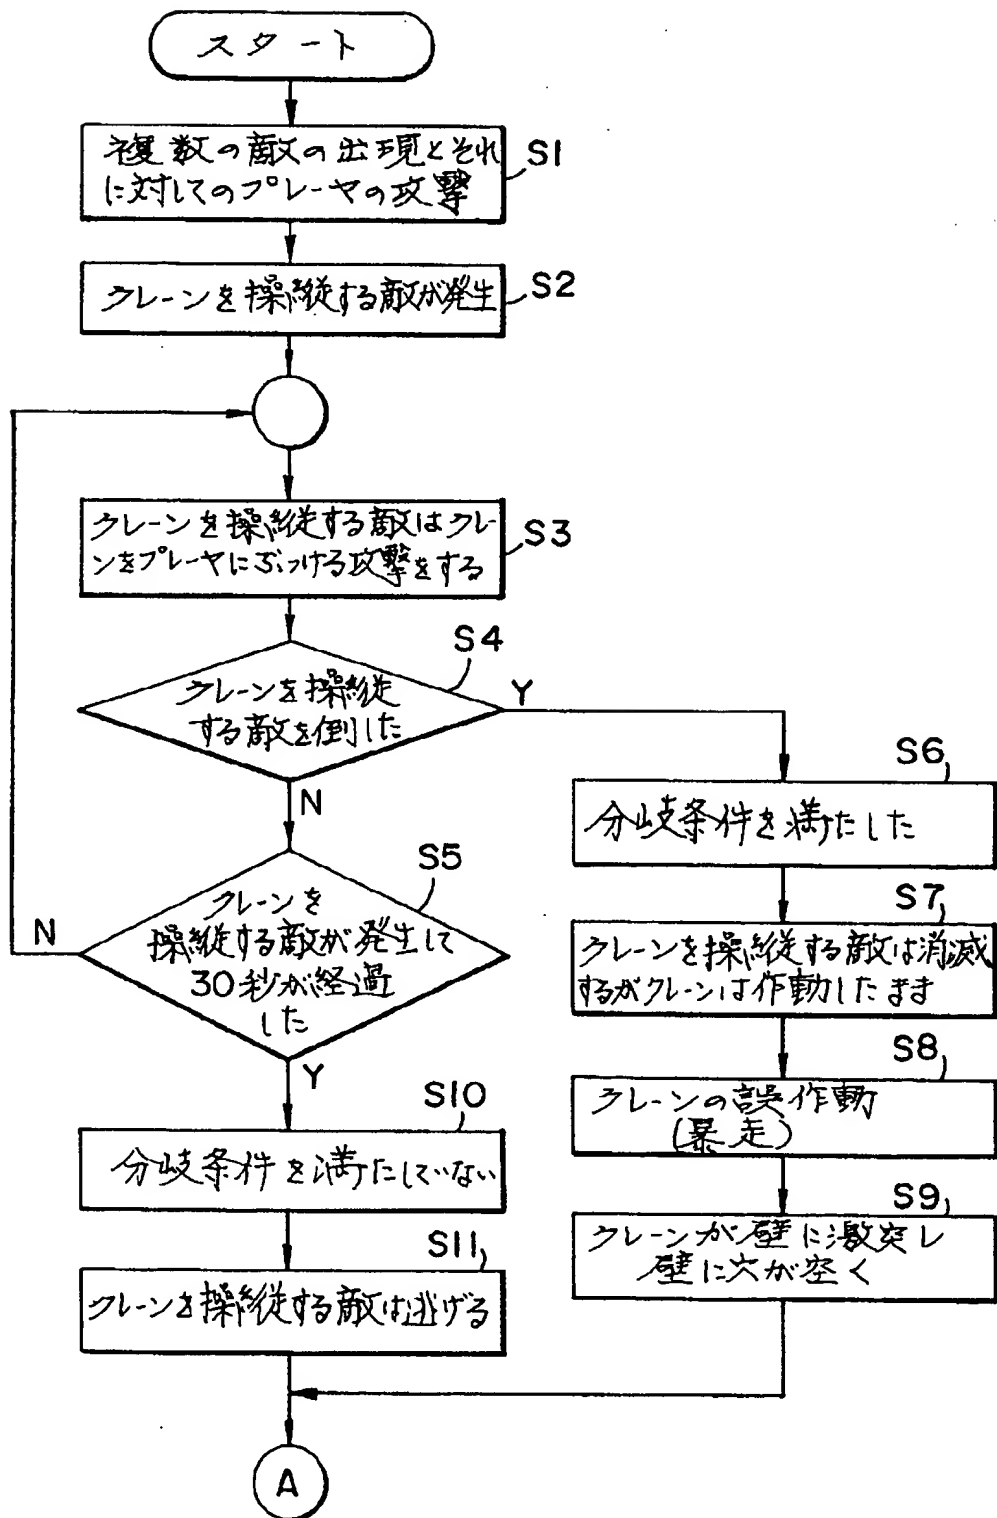 スタート
複数の敵の出現とそれ
に対してのプレーヤの攻撃
S1
クレーンを操縦する敵が発生
S2
クレーンを操縦する敵はクレー
ンをプレーヤにぶつける攻撃をする
S3
S4
クレーンを操縦
する敵を倒した
Y
N
S5
クレーンを
操縦する敵が発生して
30秒が経過
した
N
Y
S6
分岐条件を満たした
S7
クレーンを操縦する敵は消滅
するがクレーンは作動したまま
S8
クレーンの誤作動
(暴走)
S9
クレーンが壁に激突し
壁に穴が空く
S10
分岐条件を満たしていない
S11
クレーンを操縦する敵は逃げる
A